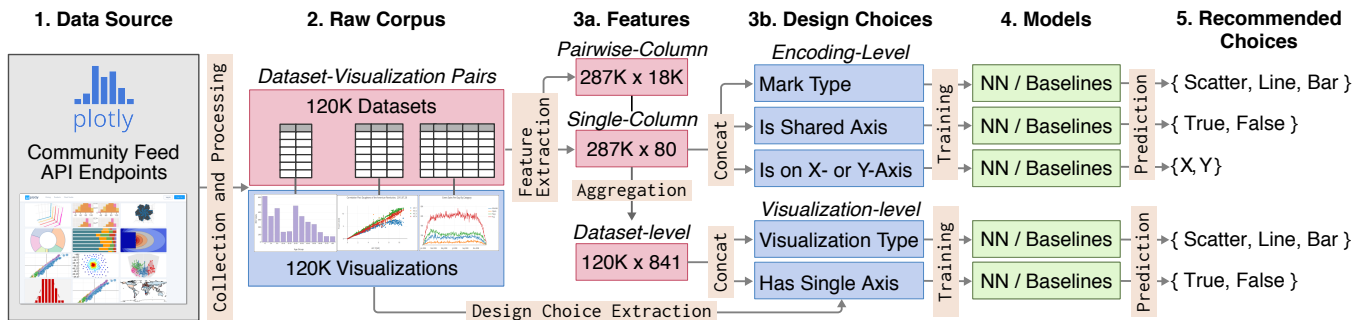 1. Data Source
2. Raw Corpus
3a. Features
3b. Design Choices
4. Models
5. Recommended
Choices
plotly
Community Feed
API Endpoints
Collection and Processing
Dataset-Visualization Pairs
120K Datasets
120K Visualizations
Feature
Extraction
Pairwise-Column
287K x 18K
Single-Column
287K x 80
Aggregation
Dataset-level
120K x 841
Concat
Concat
Design Choice Extraction
Encoding-Level
Mark Type
Is Shared Axis
Is on X- or Y-Axis
Visualization-level
Visualization Type
Has Single Axis
Training
Training
NN / Baselines
NN / Baselines
NN / Baselines
NN / Baselines
NN / Baselines
Prediction
Prediction
{ Scatter, Line, Bar }
{ True, False }
{X, Y}
{ Scatter, Line, Bar }
{ True, False }